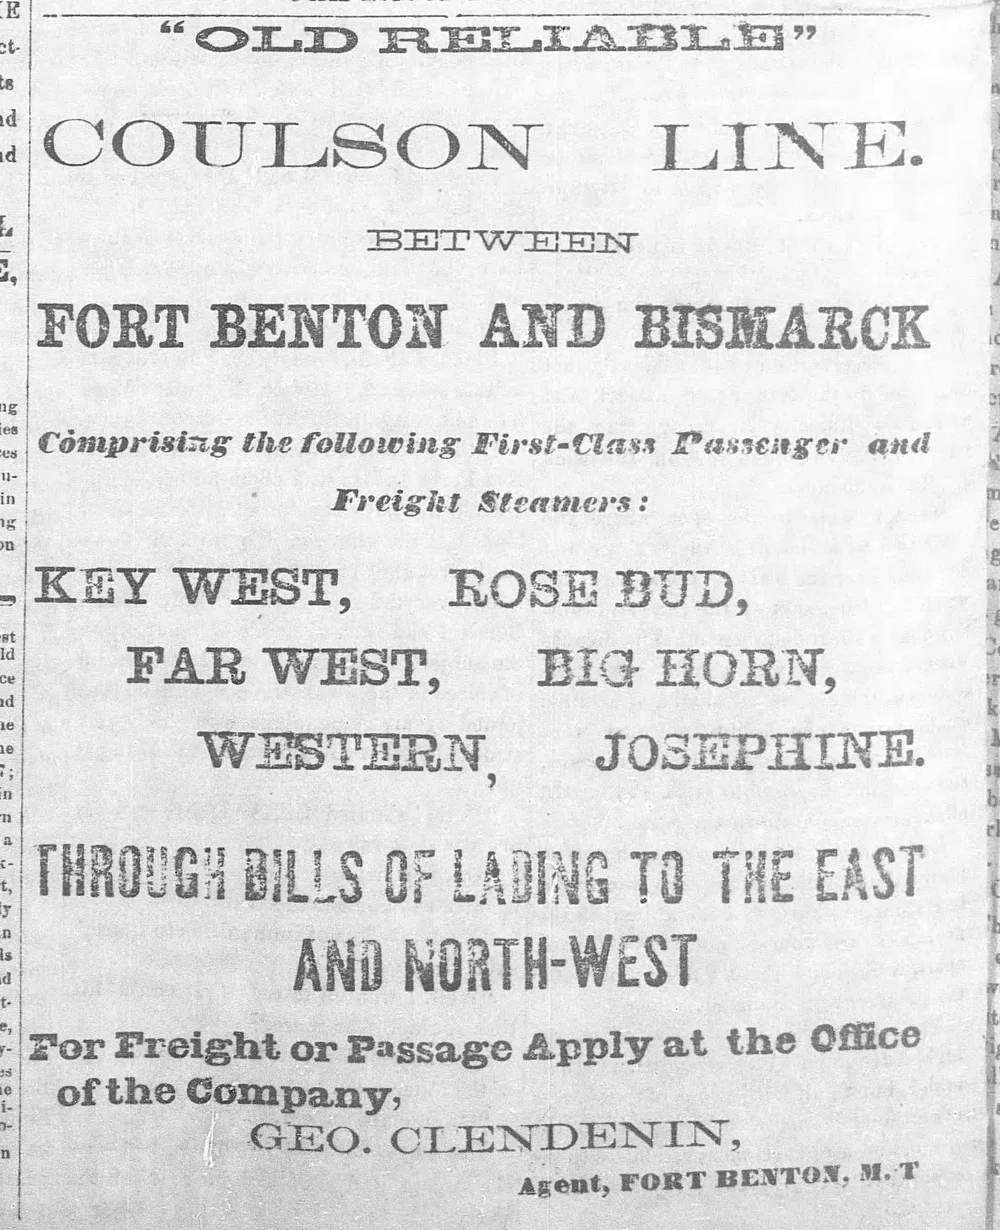 “OLD RELIABLE”
COULSON LINE.
BETWEEN
FORT BENTON AND BISMARCK
Comprising the following First-Class Passenger and
Freight Steamers:
KEY WEST, ROSE BUD,
FAR WEST, BIG HORN,
WESTERN, JOSEPHINE.
THROUGH BILLS OF LADING TO THE EAST
AND NORTH-WEST
For Freight or Passage Apply at the Office
of the Company,
GEO. CLENDENIN,
Agent, FORT BENTON, M. T